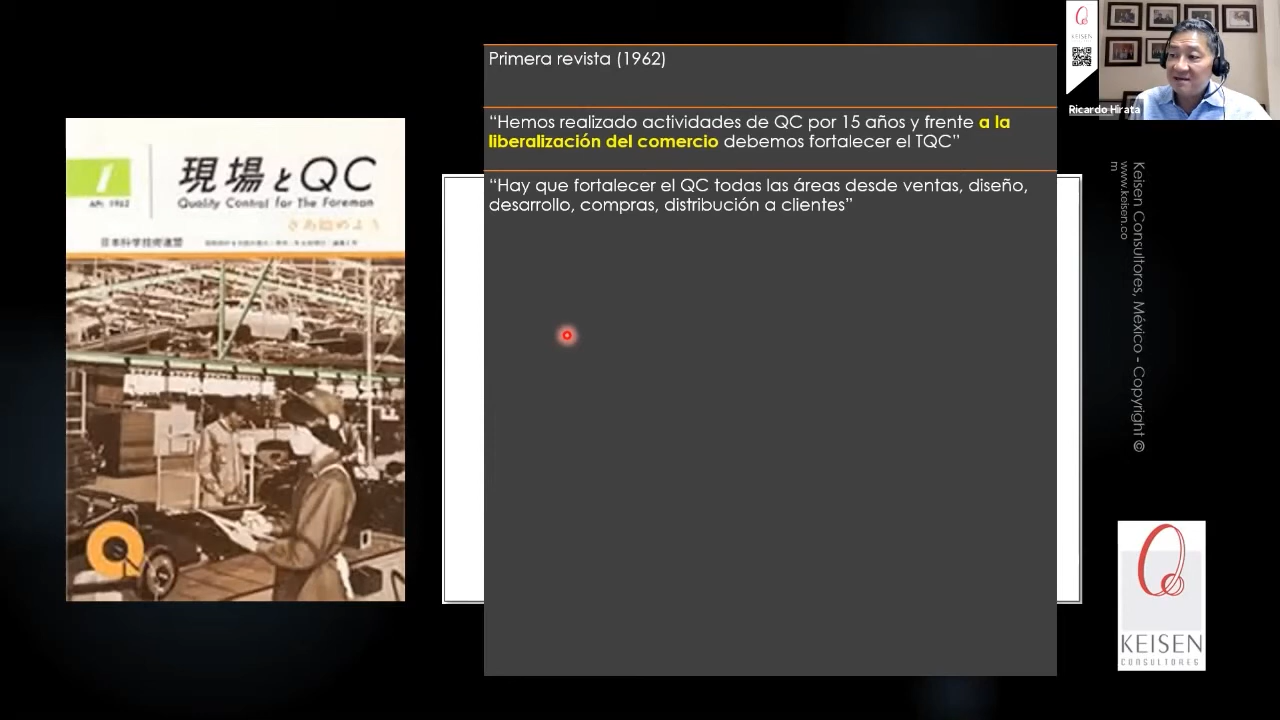 Primera revista (1962)
“Hemos realizado actividades de QC por 15 años y frente a la
liberalización del comercio debemos fortalecer el TQC”
“Hay que fortalecer el QC todas las áreas desde ventas, diseño,
desarrollo, compras, distribución a clientes”
1
APr. 1962
現場とQC
Quality Control for The Foreman
日本科学技術連盟
KEISEN
Ricardo Hirata
Keisen Consultores, México - Copyright ©
www.keisen.co
m
KEISEN
CONSULTORES